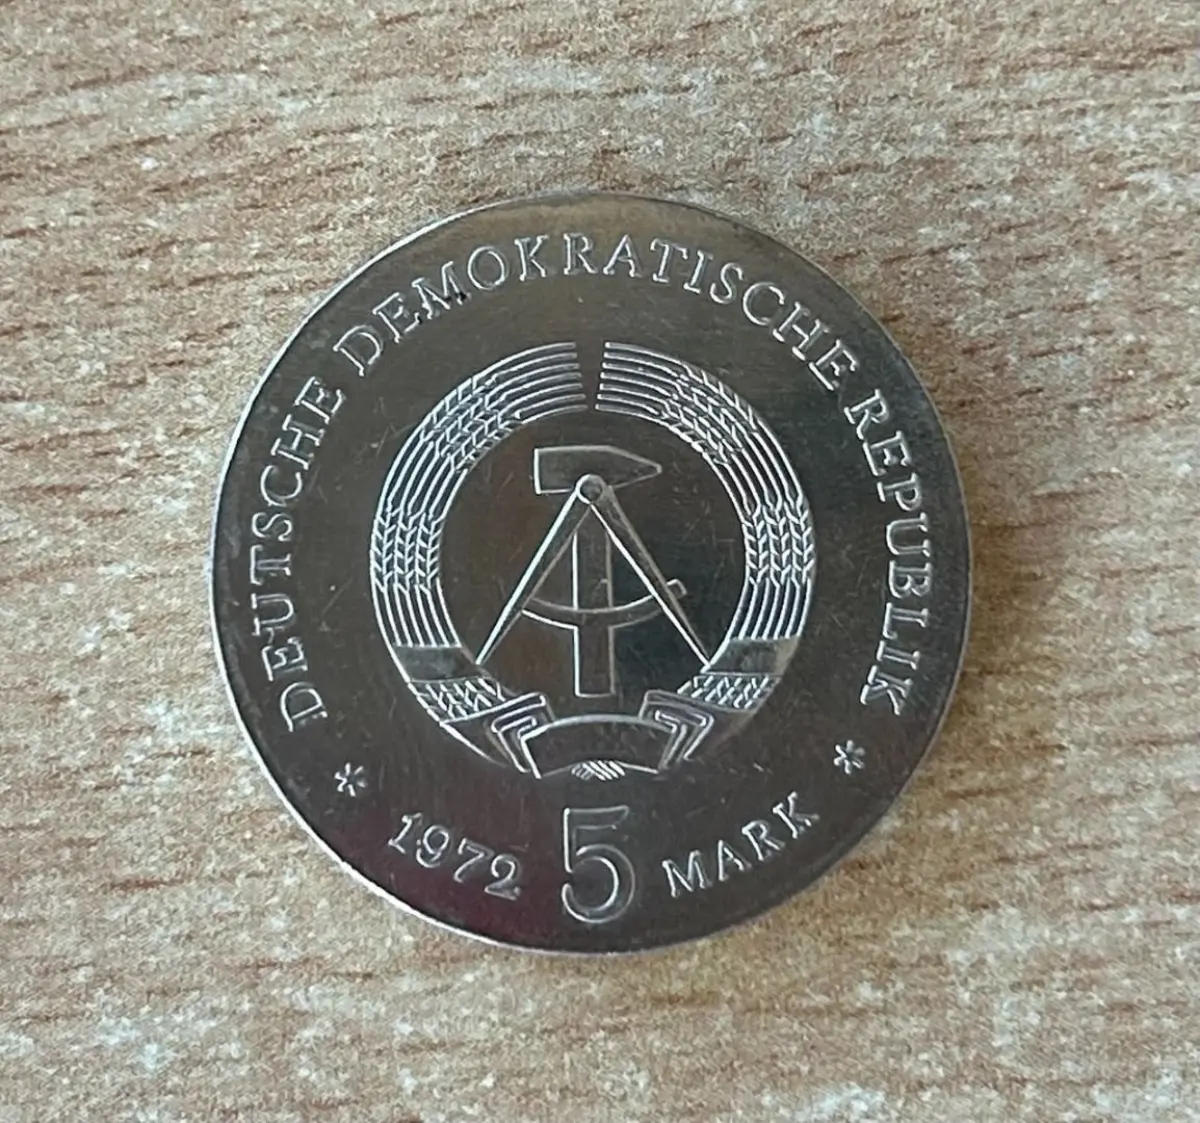 DEUTSCHE DEMOKRATISCHE REPUBLIK
* 1972 5 MARK *